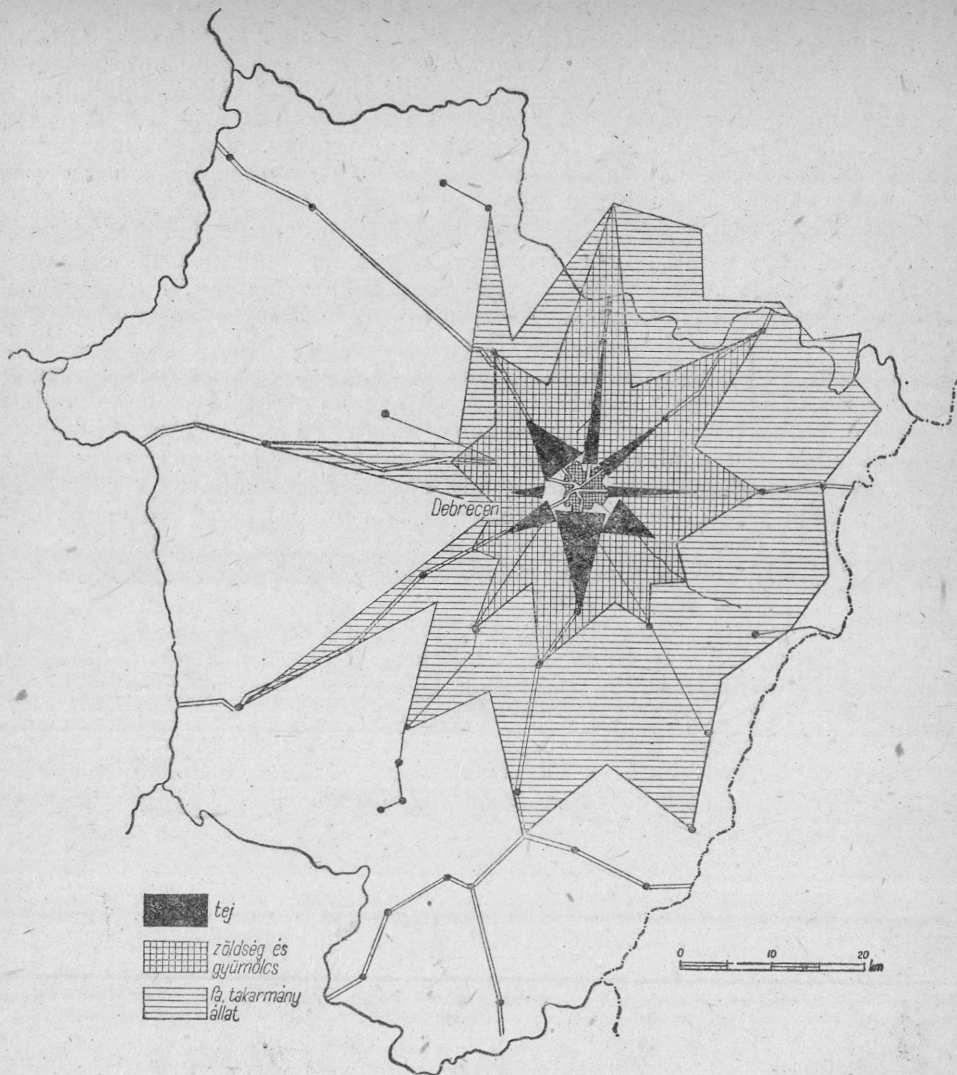 Debrecen
tej
zöldség és
gyümölcs
fa, takarmány
állat
0 10 20
km